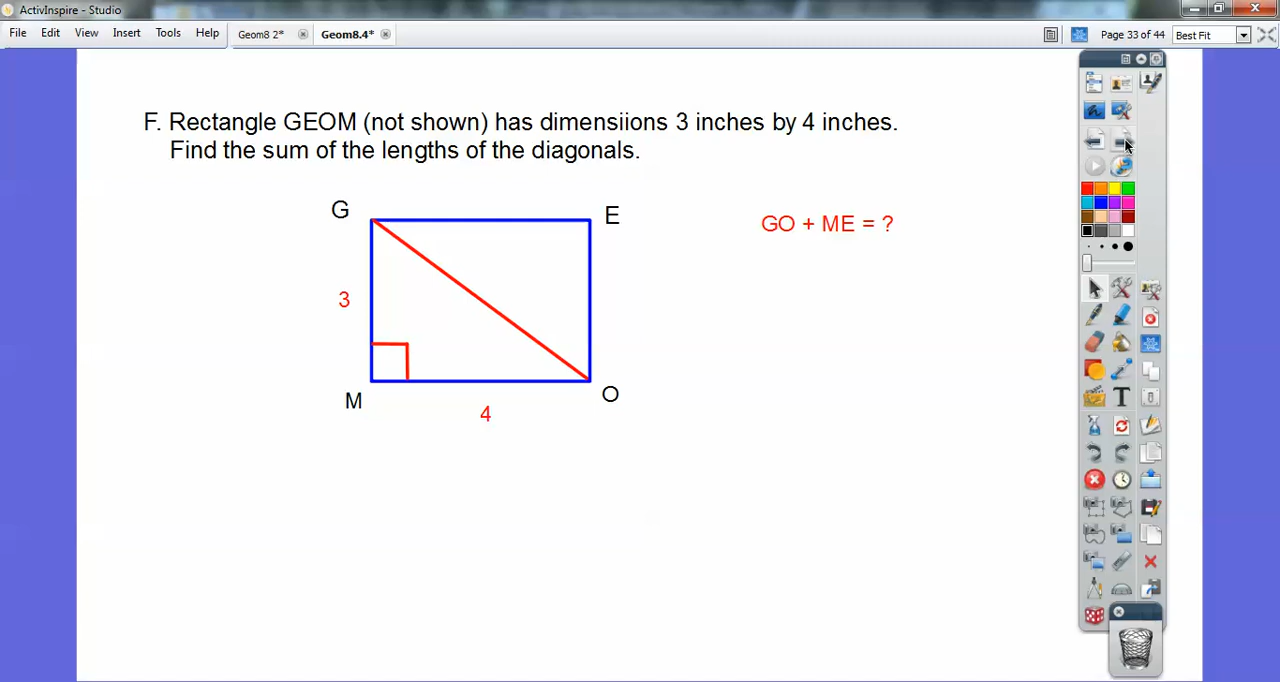 ActivInspire - Studio
File Edit View Insert Tools Help
Geom8 2*
Geom8.4*
Page 33 of 44
Best Fit
F. Rectangle GEOM (not shown) has dimensiions 3 inches by 4 inches.
Find the sum of the lengths of the diagonals.
G
E
GO + ME = ?
3
M
O
4